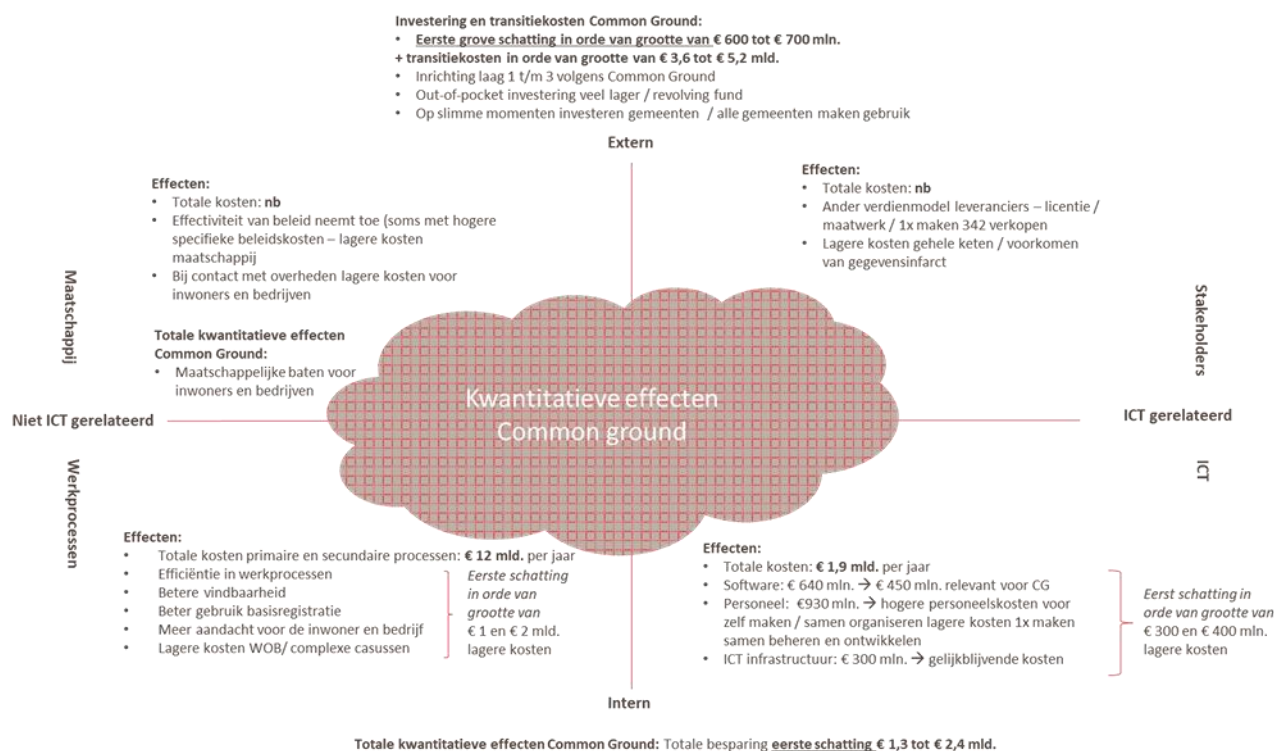 Investering en transitiekosten Common Ground:
• Eerste grove schatting in orde van grootte van € 600 tot € 700 mln.
+ transitiekosten in orde van grootte van € 3,6 tot € 5,2 mld.
• Inrichting laag 1 t/m 3 volgens Common Ground
• Out-of-pocket investering veel lager / revolving fund
• Op slimme momenten investeren gemeenten / alle gemeenten maken gebruik
Extern
Effecten:
• Totale kosten: nb
• Effectiviteit van beleid neemt toe (soms met hogere
specifieke beleidskosten – lagere kosten
maatschappij
• Bij contact met overheden lagere kosten voor
inwoners en bedrijven
Effecten:
• Totale kosten: nb
• Ander verdienmodel leveranciers – licentie /
maatwerk / 1x maken 342 verkopen
• Lagere kosten gehele keten / voorkomen
van gegevensinfarct
Maatschappij
Stakeholders
Totale kwantitatieve effecten
Common Ground:
• Maatschappelijke baten voor
inwoners en bedrijven
Kwantitatieve effecten
Common ground
Niet ICT gerelateerd
ICT gerelateerd
Werkprocessen
ICT
Effecten:
• Totale kosten primaire en secundaire processen: € 12 mld. per jaar
• Efficiëntie in werkprocessen
• Betere vindbaarheid
• Beter gebruik basisregistratie
• Meer aandacht voor de inwoner en bedrijf
• Lagere kosten WOB/ complexe casussen
Eerste schatting
in orde van
grootte van
€ 1 en € 2 mld.
lagere kosten
Effecten:
• Totale kosten: € 1,9 mld. per jaar
• Software: € 640 mln. → € 450 mln. relevant voor CG
• Personeel: €930 mln. → hogere personeelskosten voor
zelf maken / samen organiseren lagere kosten 1x maken
samen beheren en ontwikkelen
• ICT infrastructuur: € 300 mln. → gelijkblijvende kosten
Eerst schatting in
orde van grootte van
€ 300 en € 400 mln.
lagere kosten
Intern
Totale kwantitatieve effecten Common Ground: Totale besparing eerste schatting € 1,3 tot € 2,4 mld.